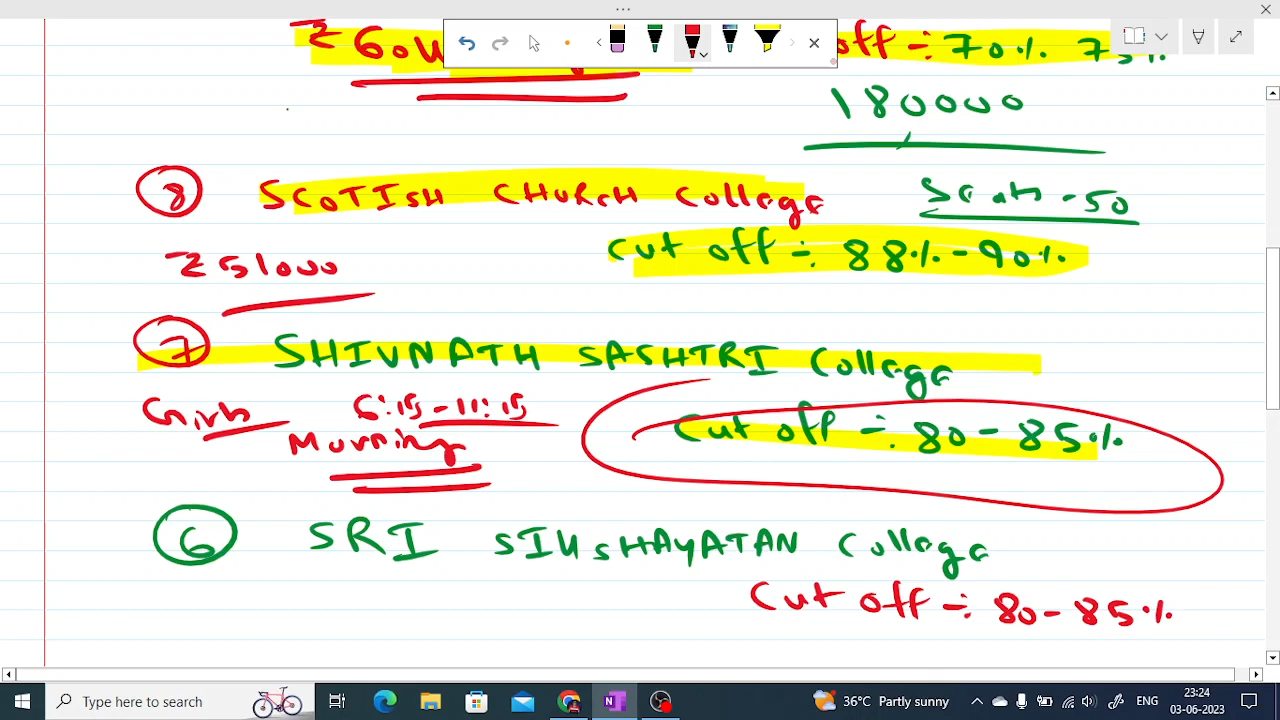 ₹ 60
off ÷ 70% 75%
180000
8 SCOTISH CHURCH College
Seats - 50
₹ 51000
Cut off ÷ 88% - 90%
7 SHIVNATH SASHTRI College
Girls 6:15 - 11:15
Morning
Cut off ÷ 80 - 85%
6 SRI SIKSHAYATAN College
Cut off ÷ 80 - 85%
Type here to search
36°C Partly sunny
ENG
23:24
03-06-2023